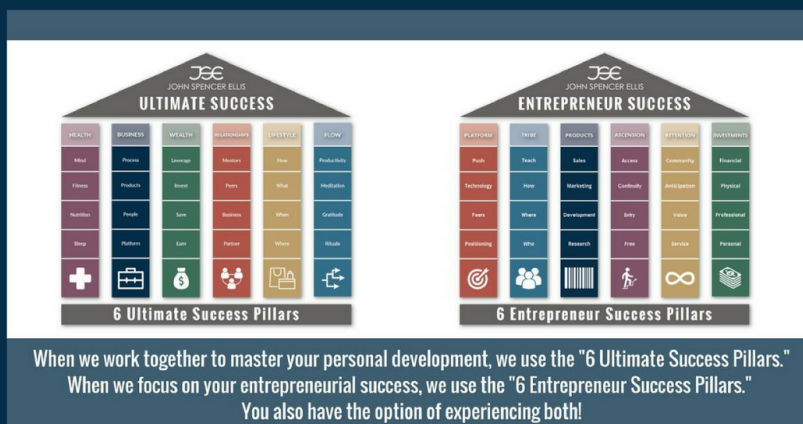 JSE
JOHN SPENCER ELLIS
ULTIMATE SUCCESS
HEALTH BUSINESS WEALTH RELATIONSHIPS LIFESTYLE FLOW
Mind Process Leverage Mentors How Productivity
Fitness Products Invest Peers What Meditation
Nutrition People Save Business When Gratitude
Sleep Platform Earn Partner Where Rituals
6 Ultimate Success Pillars
JSE
JOHN SPENCER ELLIS
ENTREPRENEUR SUCCESS
PLATFORM TRIBE PRODUCTS ASCENSION RETENTION INVESTMENTS
Push Teach Sales Access Community Financial
Technology How Marketing Continuity Anticipation Physical
Fears Where Development Entry Value Professional
Positioning Who Research Free Service Personal
6 Entrepreneur Success Pillars
When we work together to master your personal development, we use the "6 Ultimate Success Pillars."
When we focus on your entrepreneurial success, we use the "6 Entrepreneur Success Pillars."
You also have the option of experiencing both!